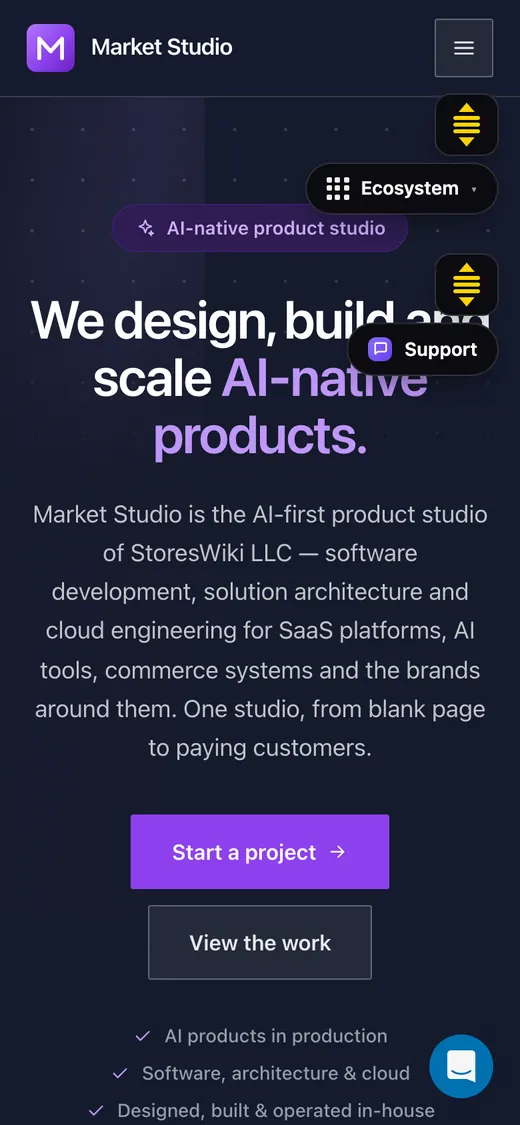 Market Studio
Ecosystem
AI-native product studio
We design, build and
Support
scale AI-native
products.
Market Studio is the AI-first product studio
of StoresWiki LLC — software
development, solution architecture and
cloud engineering for SaaS platforms, AI
tools, commerce systems and the brands
around them. One studio, from blank page
to paying customers.
Start a project →
View the work
✓ AI products in production
✓ Software, architecture & cloud
✓ Designed, built & operated in-house